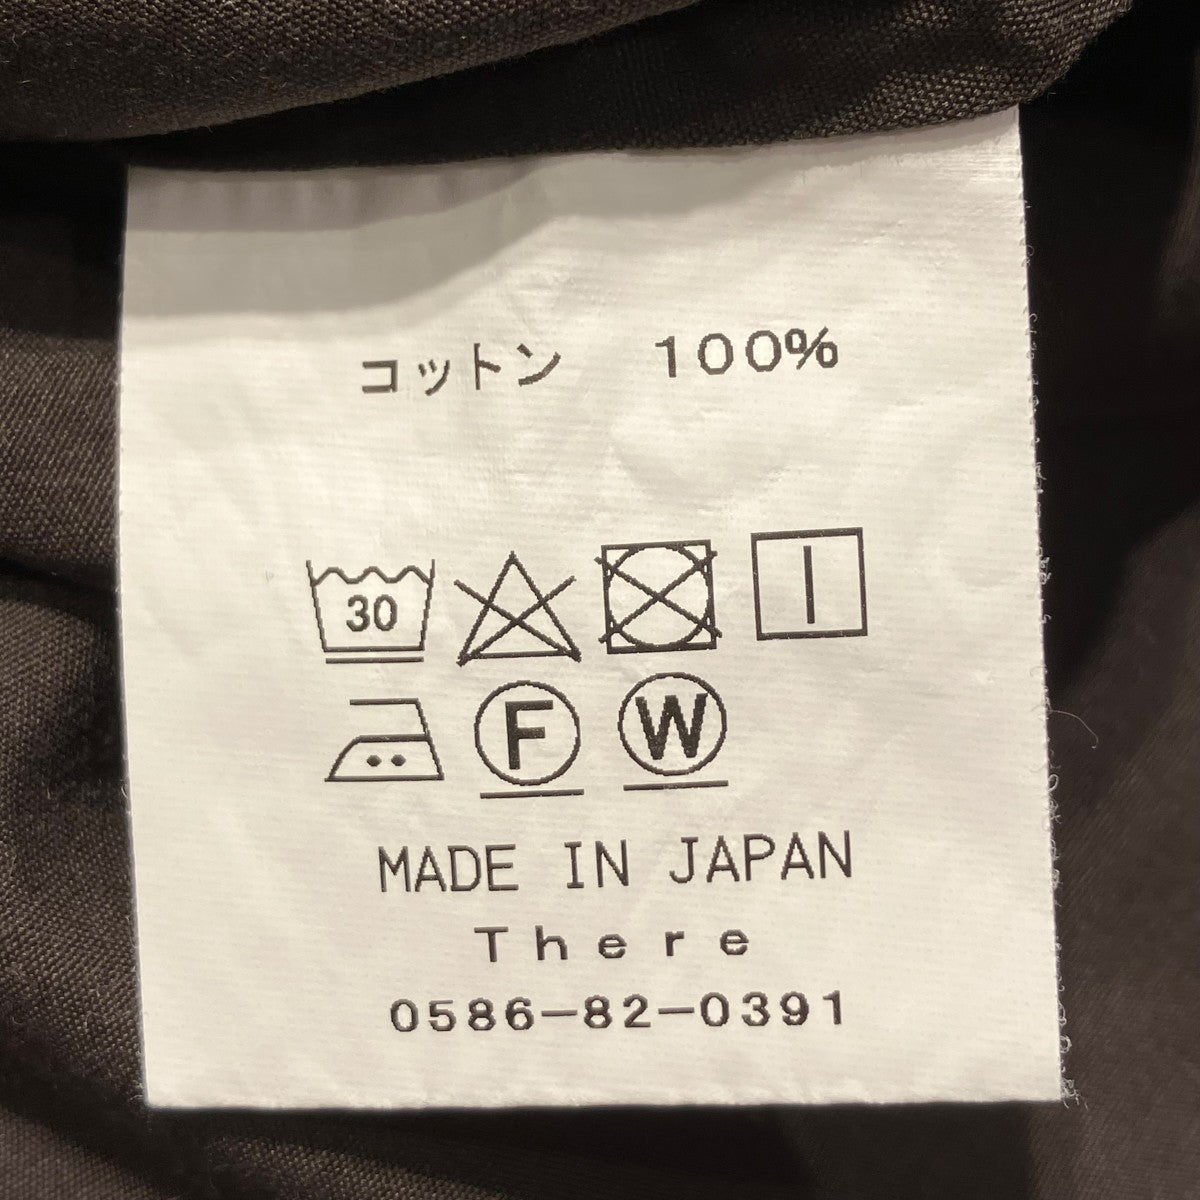 コットン　100%
30
F W
MADE IN JAPAN
There
0586-82-0391